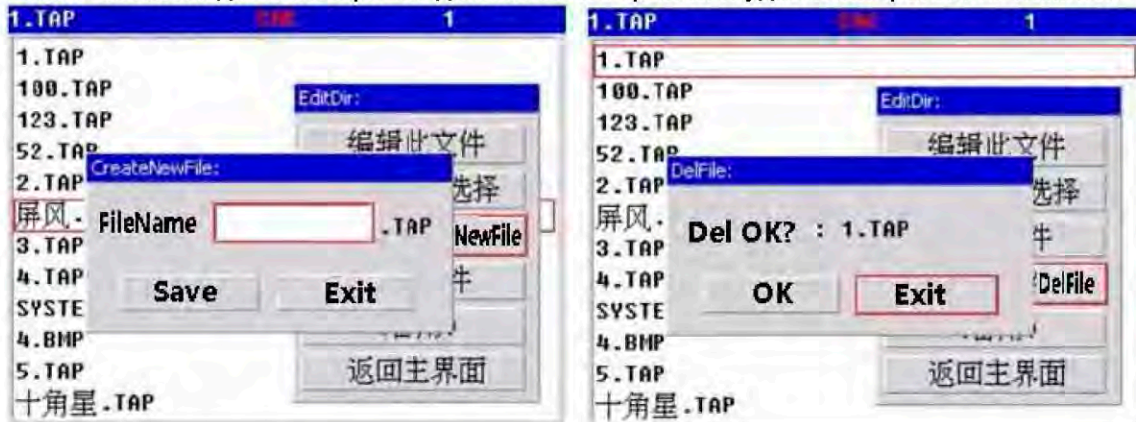 1.TAP 1
1.TAP
100.TAP
123.TAP
52.TAP
2.TAP
屏风.
3.TAP
4.TAP
SYSTE
4.BMP
5.TAP
十角星.TAP
EditDir:
编辑此文件
选择
NewFile
件
返回主界面
CreateNewFile:
FileName .TAP
Save Exit
1.TAP 1
1.TAP
100.TAP
123.TAP
52.TAP
2.TAP
屏风.
3.TAP
4.TAP
SYSTE
4.BMP
5.TAP
十角星.TAP
EditDir:
编辑此文件
选择
件
DelFile
返回主界面
DelFile:
Del OK? : 1.TAP
OK Exit